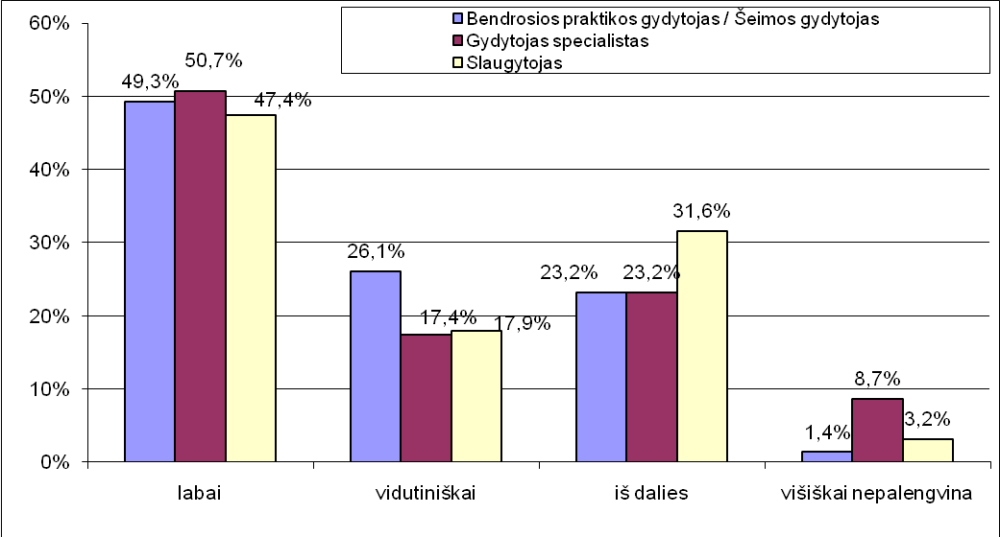 60%
50%
40%
30%
20%
10%
0%
Bendrosios praktikos gydytojas / Šeimos gydytojas
Gydytojas specialistas
Slaugytojas
49,3%
50,7%
47,4%
26,1%
17,4%
17,9%
23,2%
23,2%
31,6%
1,4%
8,7%
3,2%
labai
vidutiniškai
iš dalies
višiškai nepalengvina